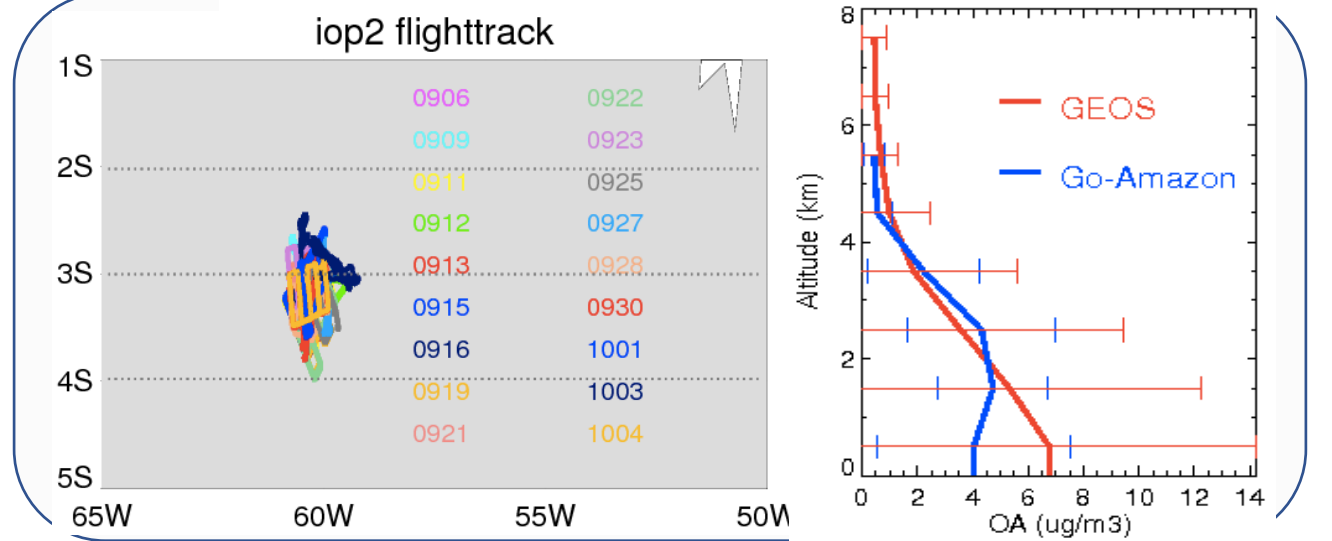 iop2 flighttrack
1S
2S
3S
4S
5S
65W
60W
55W
50W
0906
0909
0911
0912
0913
0915
0916
0919
0921
0922
0923
0925
0927
0928
0930
1001
1003
1004
8
6
4
2
0
Altitude (km)
GEOS
Go-Amazon
0 2 4 6 8 10 12 14
OA (ug/m3)